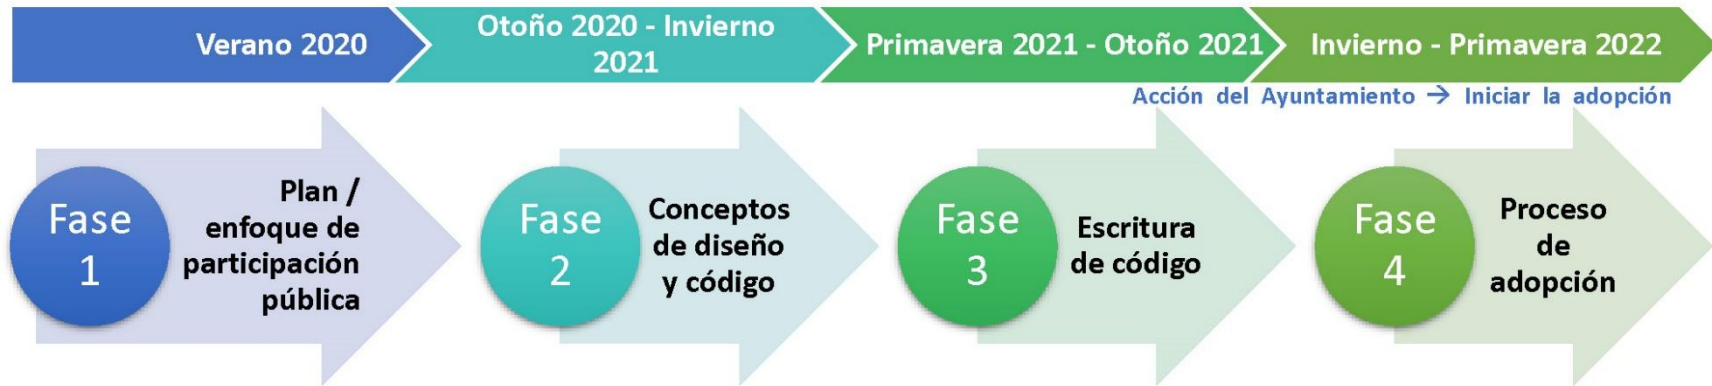 Verano 2020
Otoño 2020 - Invierno
2021
Primavera 2021 - Otoño 2021
Invierno - Primavera 2022
Acción del Ayuntamiento → Iniciar la adopción
Fase
1
Plan /
enfoque de
participación
pública
Fase
2
Conceptos
de diseño
y código
Fase
3
Escritura
de código
Fase
4
Proceso
de
adopción